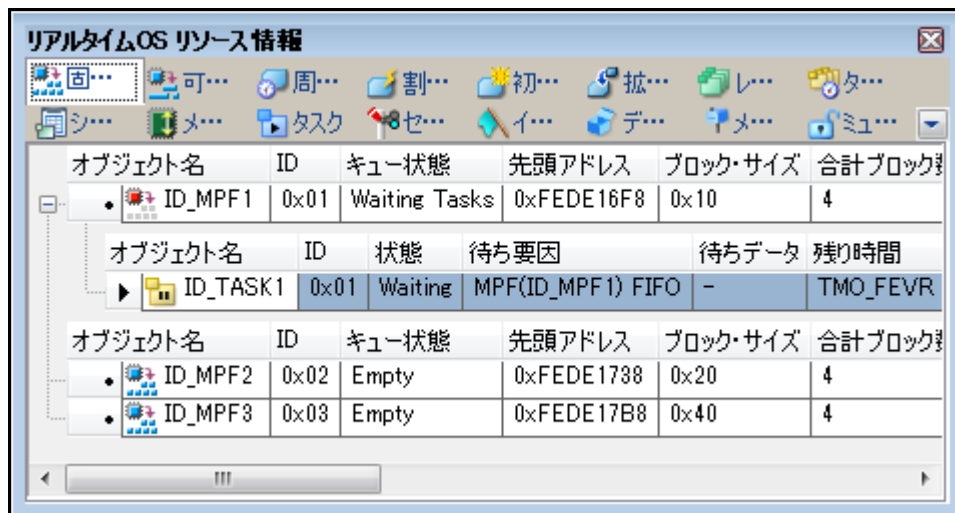 リアルタイムOS リソース情報
固… 可… 周… 割… 初… 拡… レ… タ…
シ… メ… タスク セ… イ… デ… メ… ミュ…
オブジェクト名 ID キュー状態 先頭アドレス ブロック・サイズ 合計ブロック数
ID_MPF1 0x01 Waiting Tasks 0xFEDE16F8 0x10 4
オブジェクト名 ID 状態 待ち要因 待ちデータ 残り時間
ID_TASK1 0x01 Waiting MPF(ID_MPF1) FIFO - TMO_FEVR
オブジェクト名 ID キュー状態 先頭アドレス ブロック・サイズ 合計ブロック数
ID_MPF2 0x02 Empty 0xFEDE1738 0x20 4
ID_MPF3 0x03 Empty 0xFEDE17B8 0x40 4